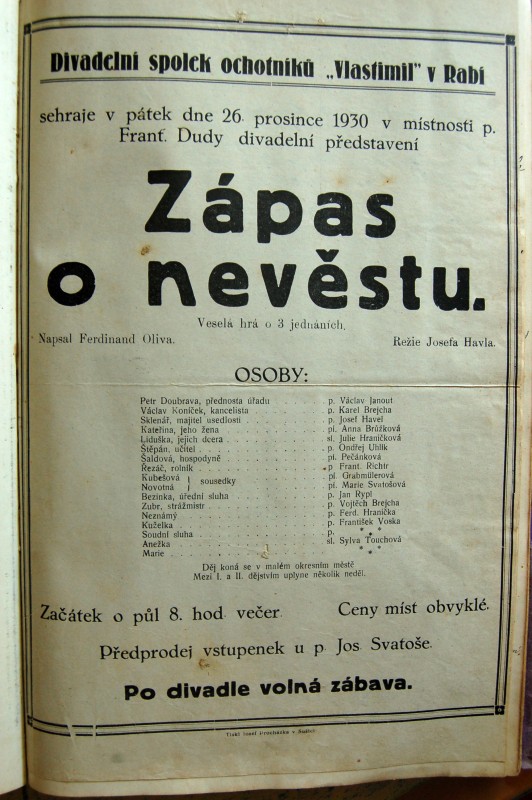 Divadelní spolek ochotníků „Vlastimil" v Rabí
sehraje v pátek dne 26. prosince 1930 v místnosti p.
Frant. Dudy divadelní představení
Zápas
o nevěstu.
Veselá hra o 3 jednáních.
Napsal Ferdinand Oliva. Režie Josefa Havla.
OSOBY:
Petr Doubrava, přednosta úřadu . . . . . p. Václav Janout
Václav Koníček, kancelista . . . . . p. Karel Brejcha
Sklenář, majitel usedlosti . . . . . p. Josef Havel
Kateřina, jeho žena . . . . . pí. Anna Brůžková
Liduška, jejich dcera . . . . . sl. Julie Hraničková
Štěpán, učitel . . . . . p. Ondřej Uhlík
Šaldová, hospodyně . . . . . pí. Pečánková
Řezáč, rolník . . . . . p Frant. Richtr
Kubešová } sousedky . . . . . pí. Grabmülerová
Novotná } pí. Marie Svatošová
Bezinka, úřední sluha . . . . . p. Jan Rypl
Zubr, strážmistr . . . . . p. Vojtěch Brejcha
Neznámý . . . . . p. Ferd. Hranička
Kuželka . . . . . p. František Voska
Soudní sluha . . . . . p. * * *
Anežka . . . . . sl. Sylva Touchová
Marie . . . . . * * *
Děj koná se v malém okresním městě
Mezi I. a II. dějstvím uplyne několik neděl.
Začátek o půl 8. hod večer Ceny míst obvyklé.
Předprodej vstupenek u p Jos Svatoše.
Po divadle volná zábava.
Tiskl Josef Procházka v Sušici